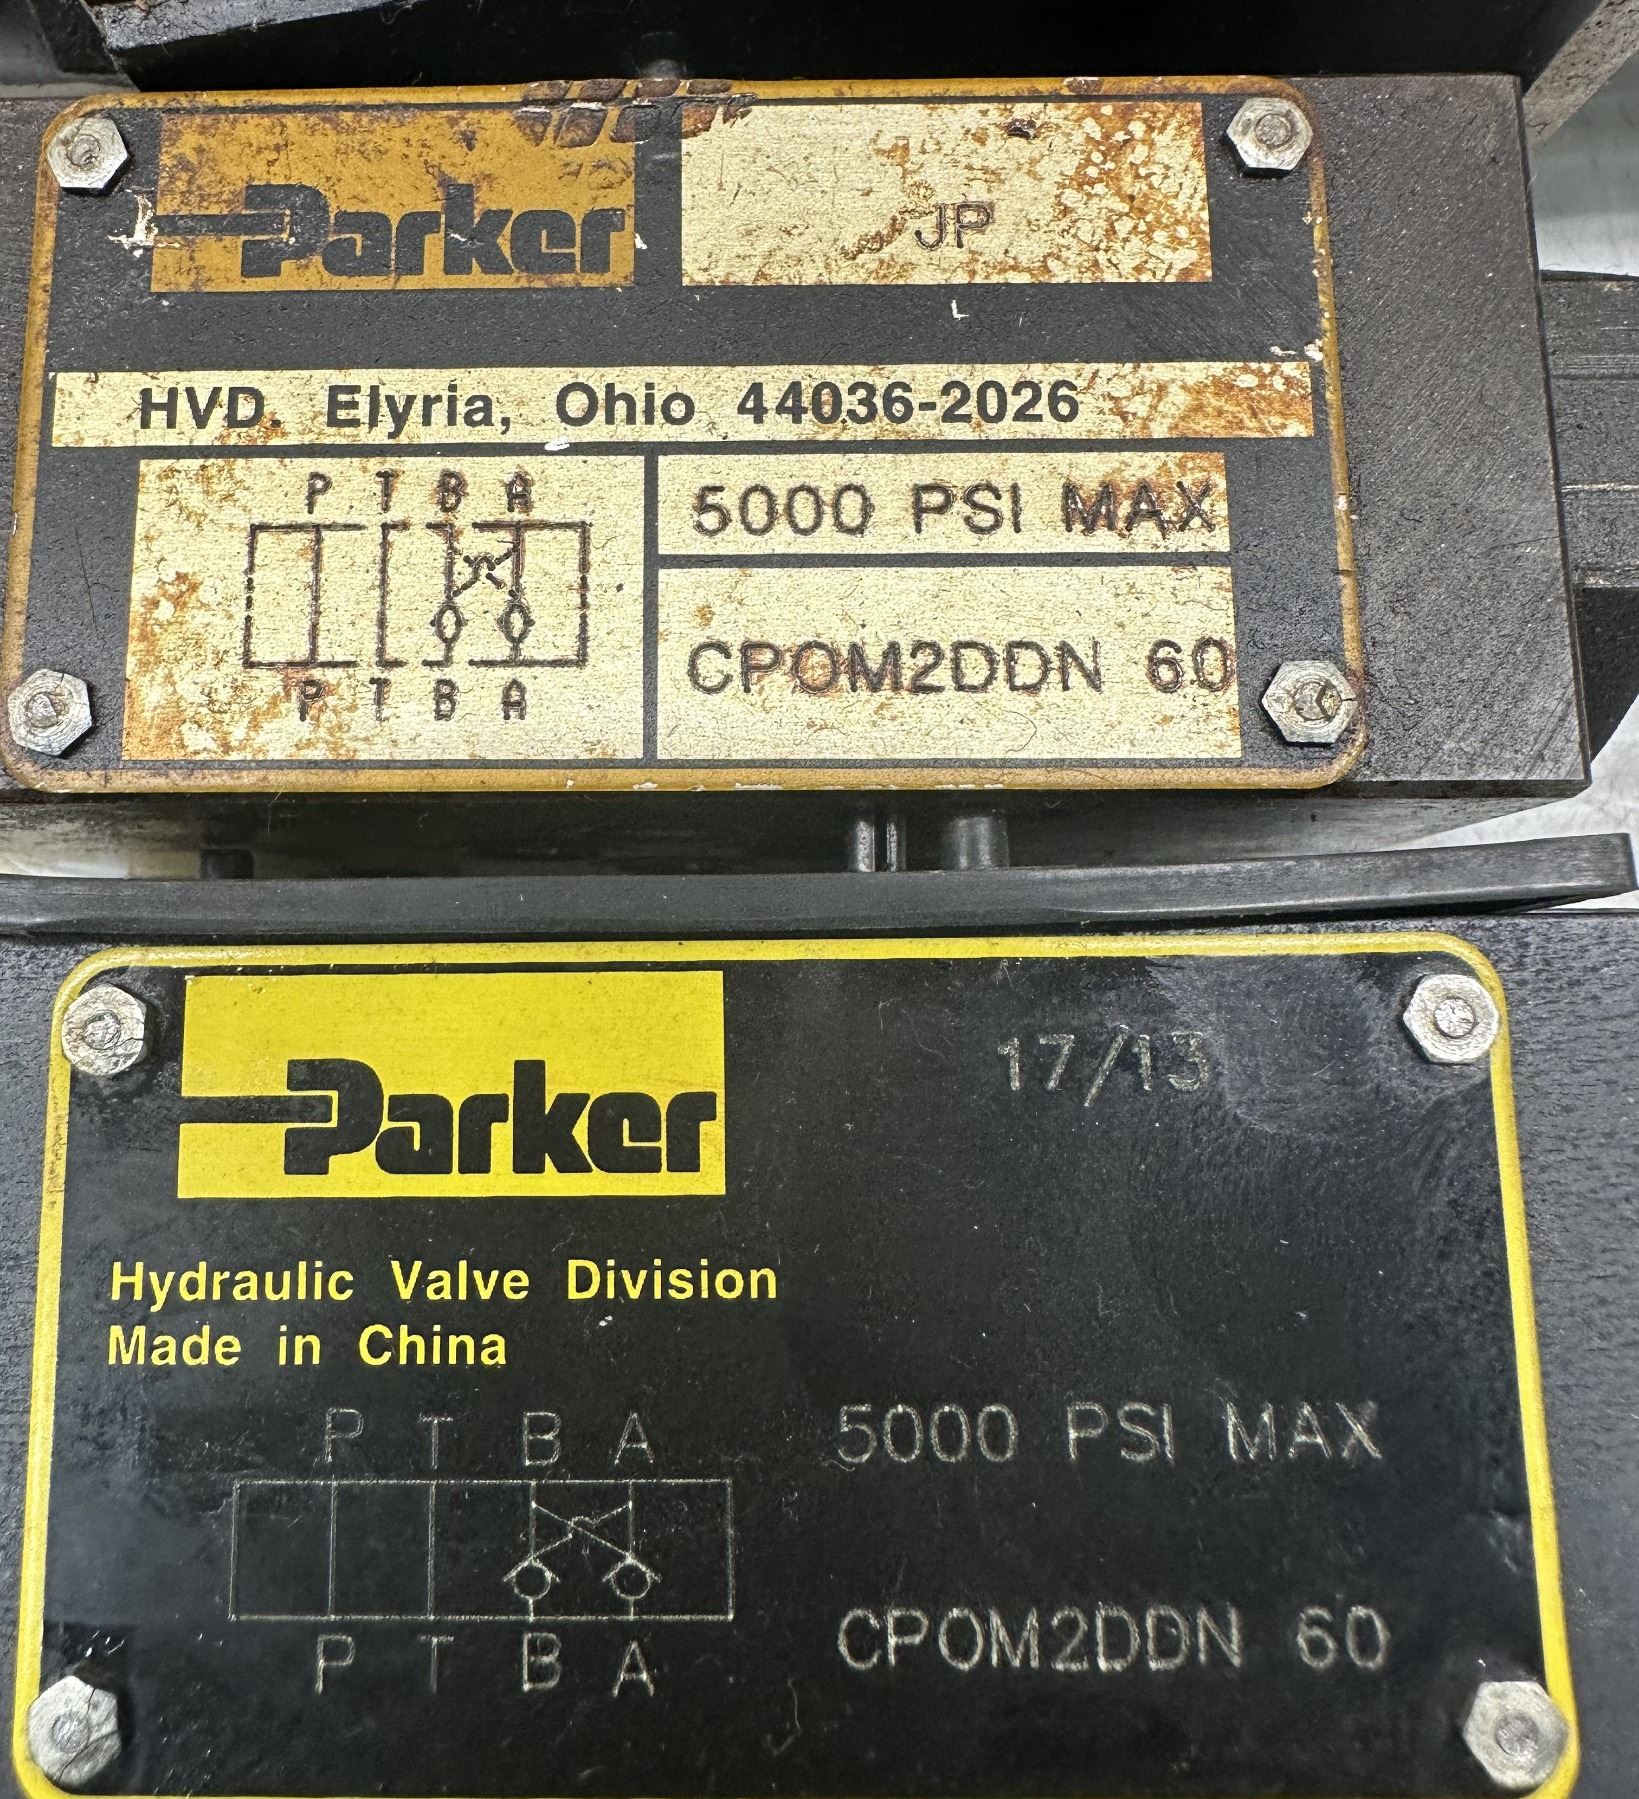 Parker
JP
HVD. Elyria, Ohio 44036-2026
P T B A
5000 PSI MAX
CPOM2DDN 60
P T B A
Parker
17/13
Hydraulic Valve Division
Made in China
P T B A
5000 PSI MAX
CPOM2DDN 60
P T B A